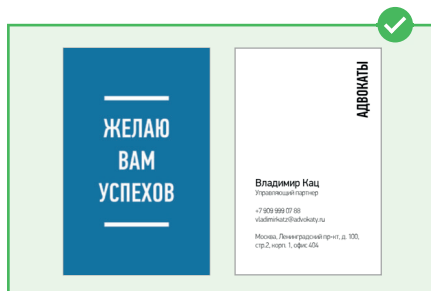 ЖЕЛАЮ
ВАМ
УСПЕХОВ
АДВОКАТЫ
Владимир Кац
Управляющий партнер
+7 909 999 07 88
vladimirkatz@advokaty.ru
Москва, Ленинградский пр-нт, д. 100,
стр.2, корп. 1, офис 404